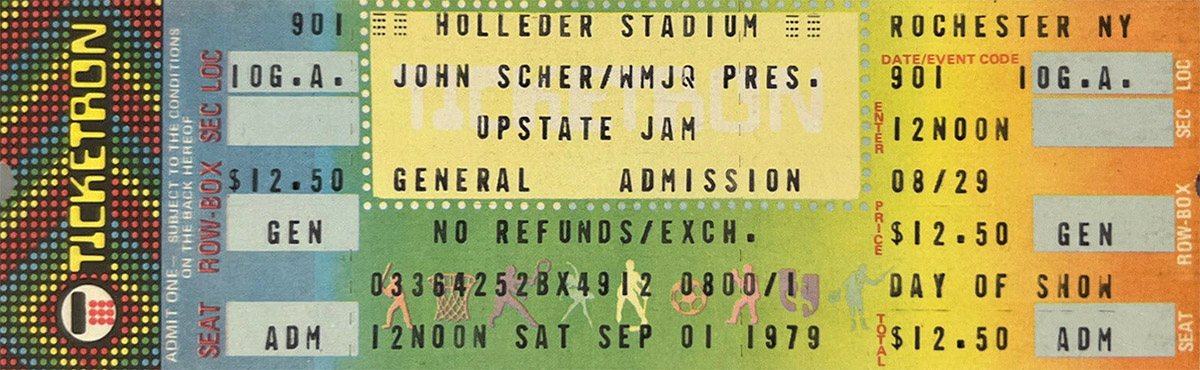 TICKETRON
ADMIT ONE— SUBJECT TO THE CONDITIONS
ON THE BACK HEREOF
SEAT ROW-BOX SEC LOC
901
10G.A.
$12.50
GEN
ADM
HOLLEDER STADIUM
JOHN SCHER/WMJQ PRES.
TICKETRON
UPSTATE JAM
GENERAL ADMISSION
NO REFUNDS/EXCH.
03364252BX4912 0800/1
12NOON SAT SEP 01 1979
ROCHESTER NY
DATE/EVENT CODE
901 10G.A.
ENTER
12NOON
08/29
PRICE
$12.50 GEN
DAY OF SHOW
TOTAL
$12.50 ADM
SEAT ROW-BOX SEC LOC